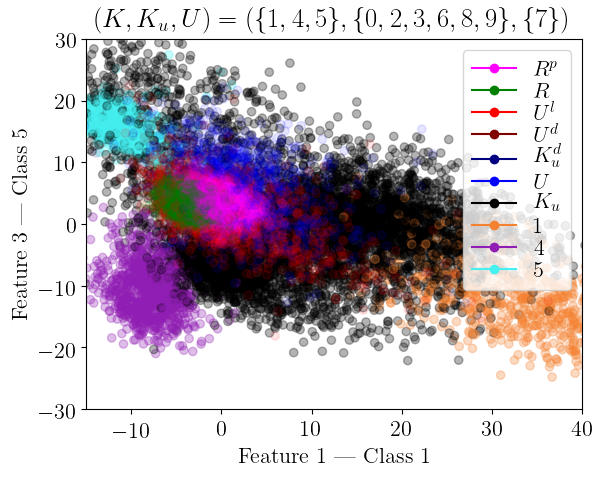 (K, K_u, U) = ({1, 4, 5}, {0, 2, 3, 6, 8, 9}, {7})
30
20
10
0
−10
−20
−30
Feature 3 — Class 5
R^p
R
U^l
U^d
K_u^d
U
K_u
1
4
5
−10
0
10
20
30
40
Feature 1 — Class 1